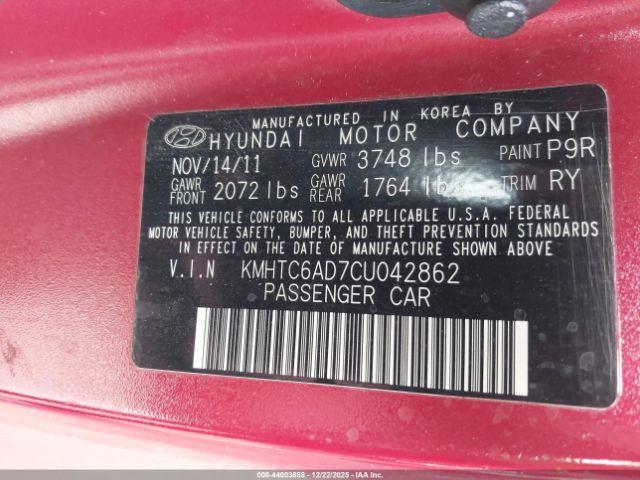 MANUFACTURED IN KOREA BY
HYUNDAI MOTOR COMPANY
NOV/14/11 GVWR 3748 lbs PAINT P9R
GAWR FRONT 2072 lbs GAWR REAR 1764 lbs TRIM RY
THIS VEHICLE CONFORMS TO ALL APPLICABLE U.S.A. FEDERAL
MOTOR VEHICLE SAFETY, BUMPER, AND THEFT PREVENTION STANDARDS
IN EFFECT ON THE DATE OF MANUFACTURE SHOWN ABOVE
V.I.N KMHTC6AD7CU042862
PASSENGER CAR
000-44003888 - 12/22/2025 - IAAI, Inc.